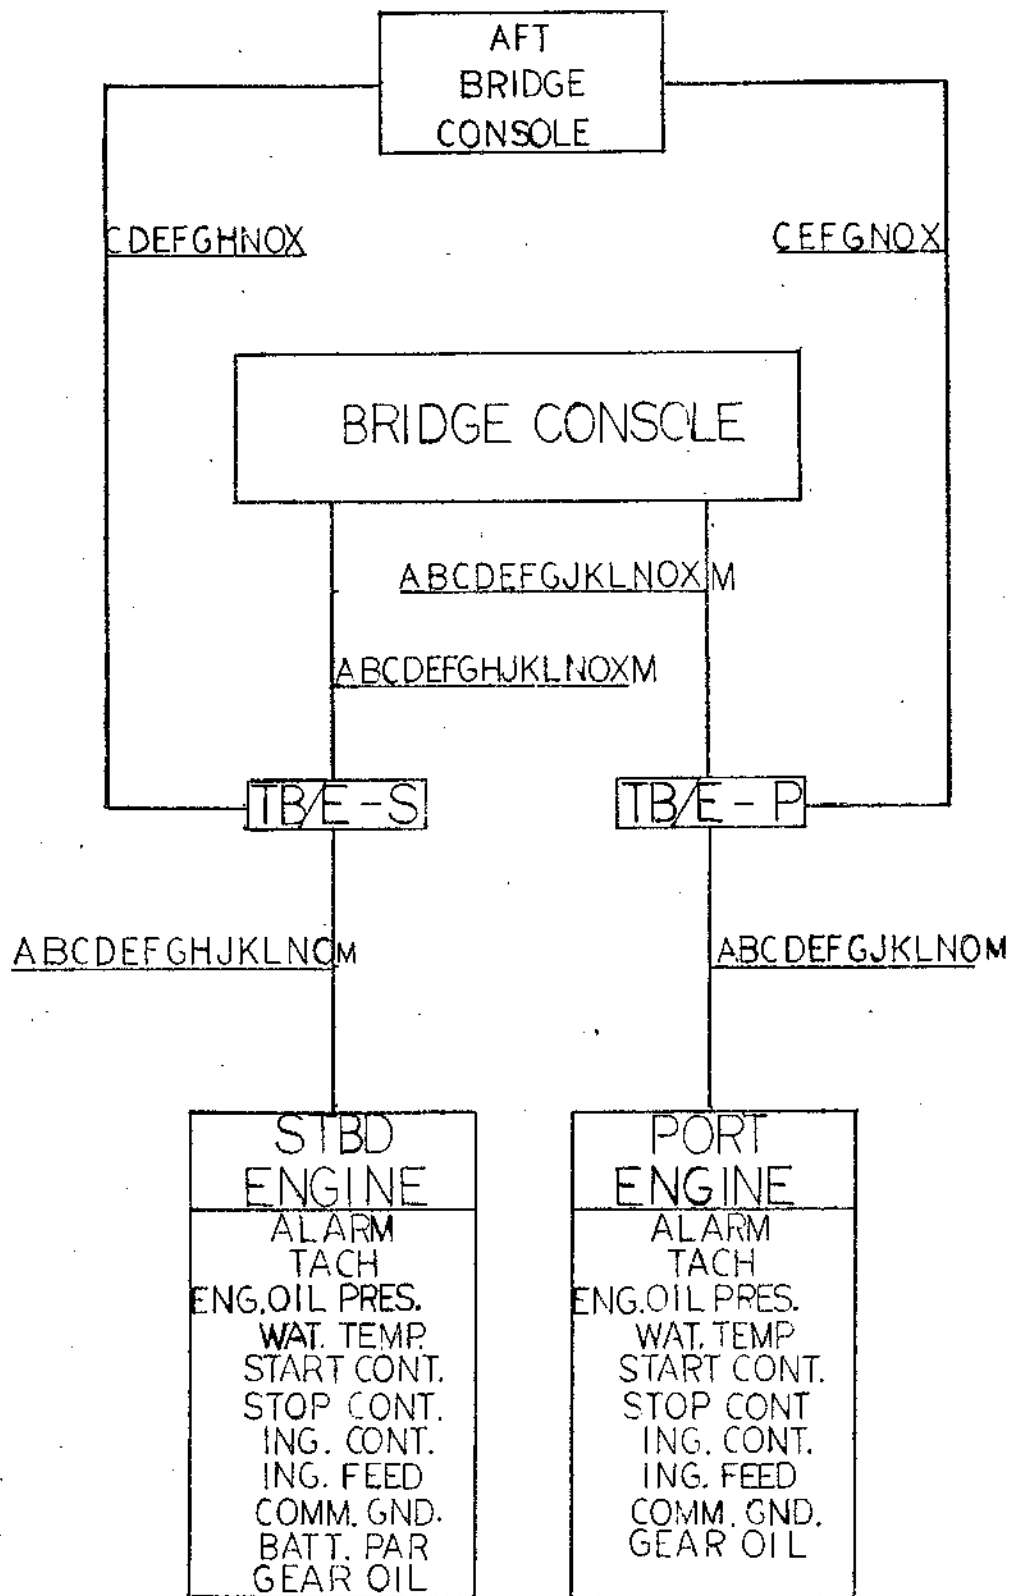 AFT
BRIDGE
CONSOLE
CDEFGHNOX
CEFGNOX
BRIDGE CONSOLE
ABCDEFGJKLNOXM
ABCDEFGHJKLNOXM
TB/E-S
TB/E-P
ABCDEFGHJKLNOM
ABCDEFGJKLNOM
STBD
ENGINE
ALARM
TACH
ENG.OIL PRES.
WAT. TEMP.
START CONT.
STOP CONT.
ING. CONT.
ING. FEED
COMM. GND.
BATT. PAR
GEAR OIL
PORT
ENGINE
ALARM
TACH
ENG.OIL PRES.
WAT. TEMP
START CONT.
STOP CONT
ING. CONT.
ING. FEED
COMM. GND.
GEAR OIL